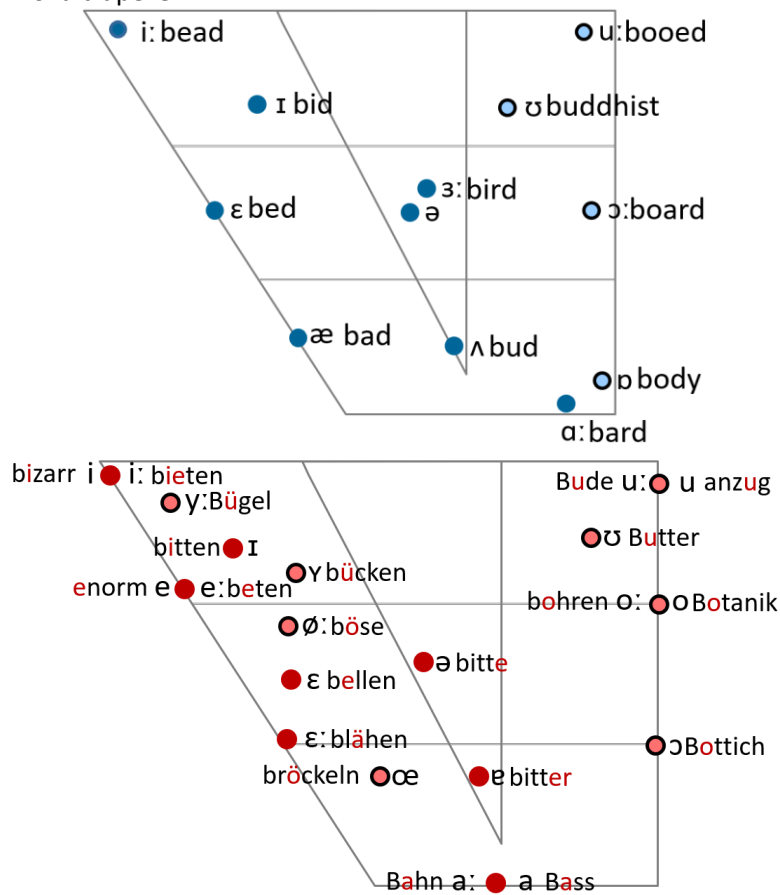 iː bead uː booed
ɪ bid ʊ buddhist
ɜː bird
ɛ bed ə ɔː board
æ bad ʌ bud
ɒ body
ɑː bard
bizarr i iː bieten Bude uː u anzug
yː Bügel
bitten ɪ ʊ Butter
ʏ bücken
enorm e eː beten bohren oː o Botanik
øː böse
ə bitte
ɛ bellen
ɛː blähen ɔ Bottich
bröckeln œ ɐ bitter
Bahn aː a Bass